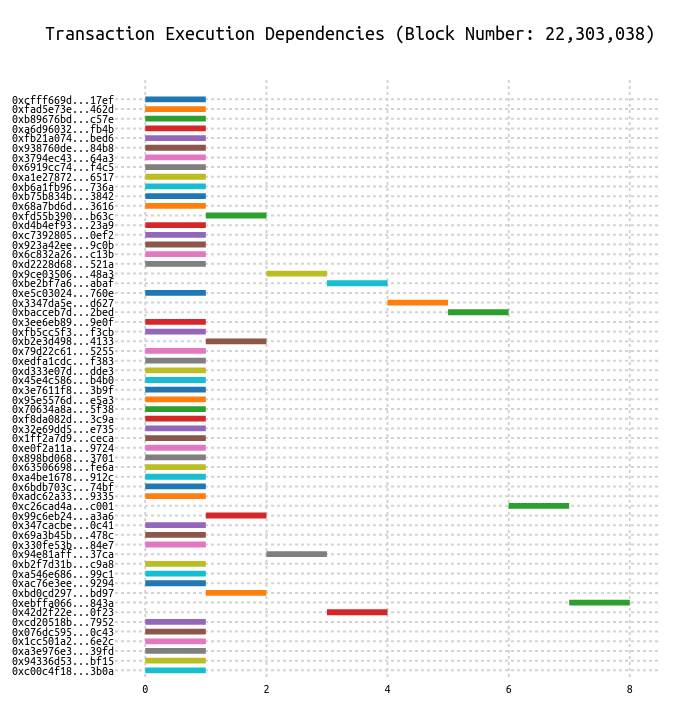 Transaction Execution Dependencies (Block Number: 22,303,038)
0xcfff669d...17ef
0xfad5e73e...462d
0xb89676bd...c57e
0xa6d96032...fb4b
0xfb21a074...bed6
0x938760de...84b8
0x3794ec43...64a3
0x6919cc74...f4c5
0xa1e27872...6517
0xb6a1fb96...736a
0xb75b834b...3842
0x68a7bd6d...3616
0xfd55b390...b63c
0xd4b4ef93...23a9
0xc7392805...0ef2
0x923a42ee...9c0b
0x6c832a26...c13b
0xd2228d68...521a
0x9ce03506...48a3
0xbe2bf7a6...abaf
0xe5c03024...760e
0x3347da5e...d627
0xbacceb7d...2bed
0x3ee6eb89...9e0f
0xfb5cc5f3...f3cb
0xb2e3d498...4133
0x79d22c61...5255
0xedfa1cdc...f383
0xd333e07d...dde3
0x45e4c586...b4b0
0x3e7611f8...3b9f
0x95e5576d...e5a3
0x70634a8a...5f38
0xf8da082d...3c9a
0x32e69dd5...e735
0x1ff2a7d9...ceca
0xe0f2a11a...9724
0x898bd068...3701
0x63506698...fe6a
0xa4be1678...912c
0x6bdb703c...74bf
0xadc62a33...9335
0xc26cad4a...c001
0x99c6eb24...a3a6
0x347cacbe...0c41
0x69a3b45b...478c
0x330fe53b...84e7
0x94e81aff...37ca
0xb2f7d31b...c9a8
0xa546e686...99c1
0xac76e3ee...9294
0xbd0cd297...bd97
0xebffa066...843a
0x42d2f22e...0f23
0xcd20518b...7952
0x076dc595...0c43
0x1cc501a2...6e2c
0xa3e976e3...39fd
0x94336d53...bf15
0xc00c4f18...3b0a
0 2 4 6 8